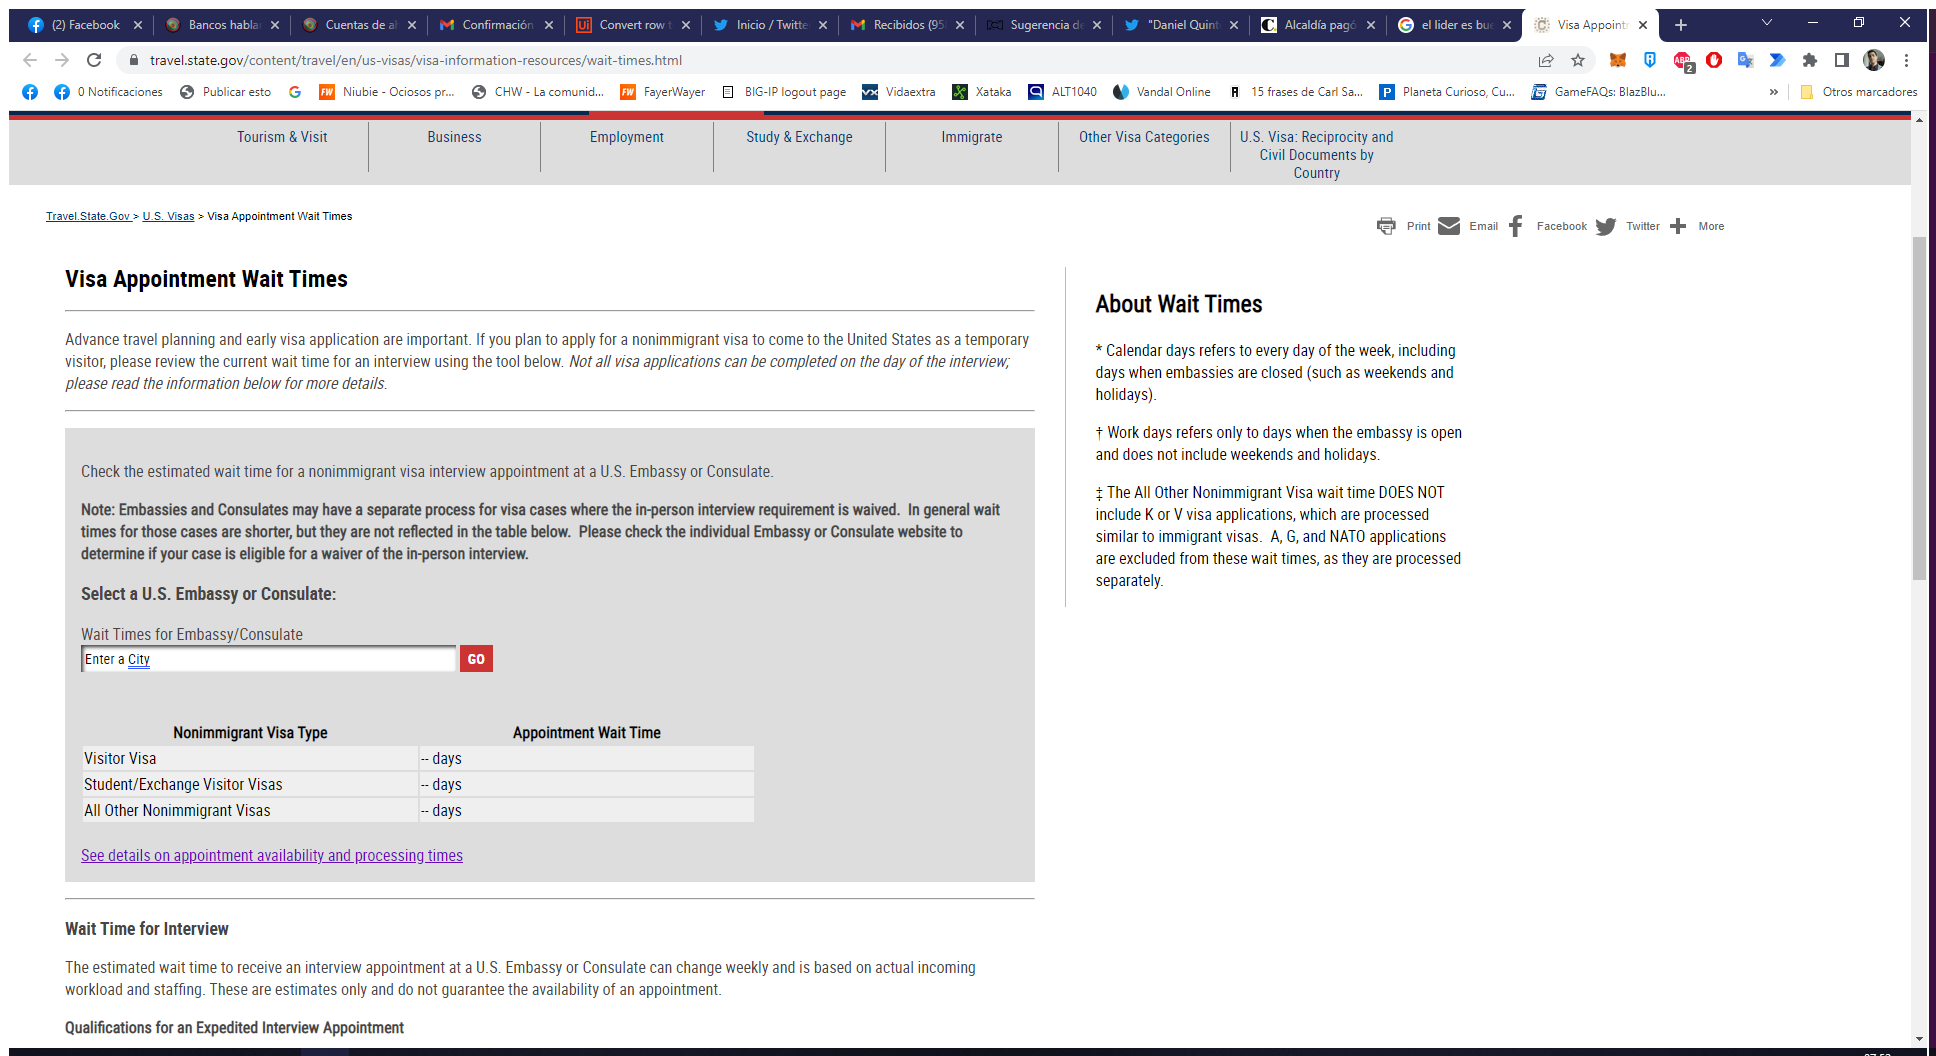 (2) Facebook
Bancos habla
Cuentas de a
Confirmación
Convert row t
Inicio / Twitte
Recibidos (95
Sugerencia de
"Daniel Quint
Alcaldía pagó
el lider es bue
Visa Appoint
travel.state.gov/content/travel/en/us-visas/visa-information-resources/wait-times.html
0 Notificaciones
Publicar esto
Niubie - Ociosos pr...
CHW - La comunid...
FayerWayer
BIG-IP logout page
Vidaextra
Xataka
ALT1040
Vandal Online
15 frases de Carl Sa...
Planeta Curioso, Cu...
GameFAQs: BlazBlu...
»
Otros marcadores
Tourism & Visit
Business
Employment
Study & Exchange
Immigrate
Other Visa Categories
U.S. Visa: Reciprocity and
Civil Documents by
Country
Travel.State.Gov > U.S. Visas > Visa Appointment Wait Times
Print
Email
Facebook
Twitter
More
Visa Appointment Wait Times
Advance travel planning and early visa application are important. If you plan to apply for a nonimmigrant visa to come to the United States as a temporary
visitor, please review the current wait time for an interview using the tool below. Not all visa applications can be completed on the day of the interview;
please read the information below for more details.
Check the estimated wait time for a nonimmigrant visa interview appointment at a U.S. Embassy or Consulate.
Note: Embassies and Consulates may have a separate process for visa cases where the in-person interview requirement is waived. In general wait
times for those cases are shorter, but they are not reflected in the table below. Please check the individual Embassy or Consulate website to
determine if your case is eligible for a waiver of the in-person interview.
Select a U.S. Embassy or Consulate:
Wait Times for Embassy/Consulate
Enter a City
GO
Nonimmigrant Visa Type
Appointment Wait Time
Visitor Visa
-- days
Student/Exchange Visitor Visas
-- days
All Other Nonimmigrant Visas
-- days
See details on appointment availability and processing times
Wait Time for Interview
The estimated wait time to receive an interview appointment at a U.S. Embassy or Consulate can change weekly and is based on actual incoming
workload and staffing. These are estimates only and do not guarantee the availability of an appointment.
Qualifications for an Expedited Interview Appointment
About Wait Times
* Calendar days refers to every day of the week, including
days when embassies are closed (such as weekends and
holidays).
† Work days refers only to days when the embassy is open
and does not include weekends and holidays.
‡ The All Other Nonimmigrant Visa wait time DOES NOT
include K or V visa applications, which are processed
similar to immigrant visas. A, G, and NATO applications
are excluded from these wait times, as they are processed
separately.